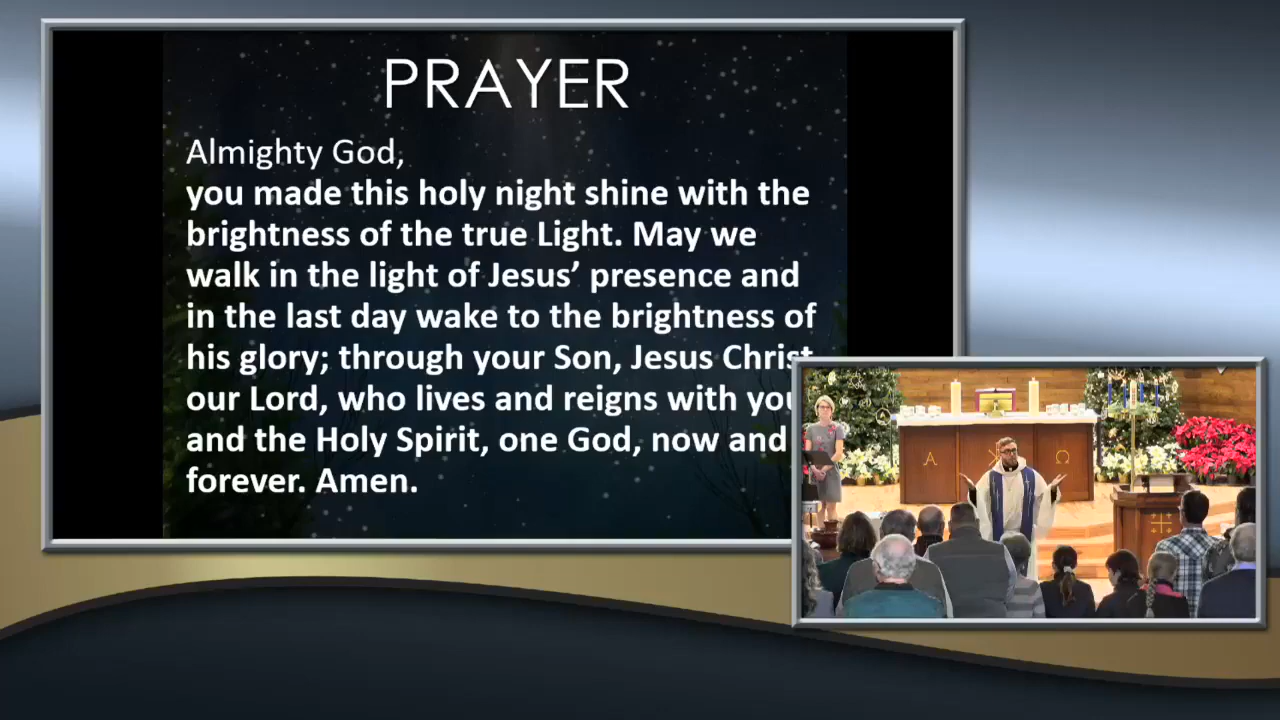 PRAYER
Almighty God,
you made this holy night shine with the
brightness of the true Light. May we
walk in the light of Jesus’ presence and
in the last day wake to the brightness of
his glory; through your Son, Jesus Christ
our Lord, who lives and reigns with you
and the Holy Spirit, one God, now and
forever. Amen.
Α Ω